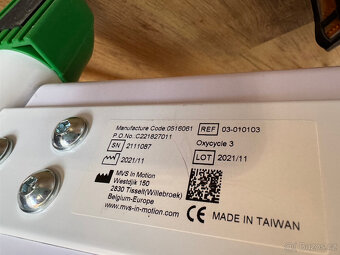 Manufacture Code:0516061
P.O No.:C221827011
REF 03-010103
Oxycycle 3
SN 2111087
2021/11
LOT 2021/11
MVS In Motion
Westdijk 180
2830 Tisselt(Willebroek)
Belgium-Europe
www.mvs-in-motion.com
CE MADE IN TAIWAN